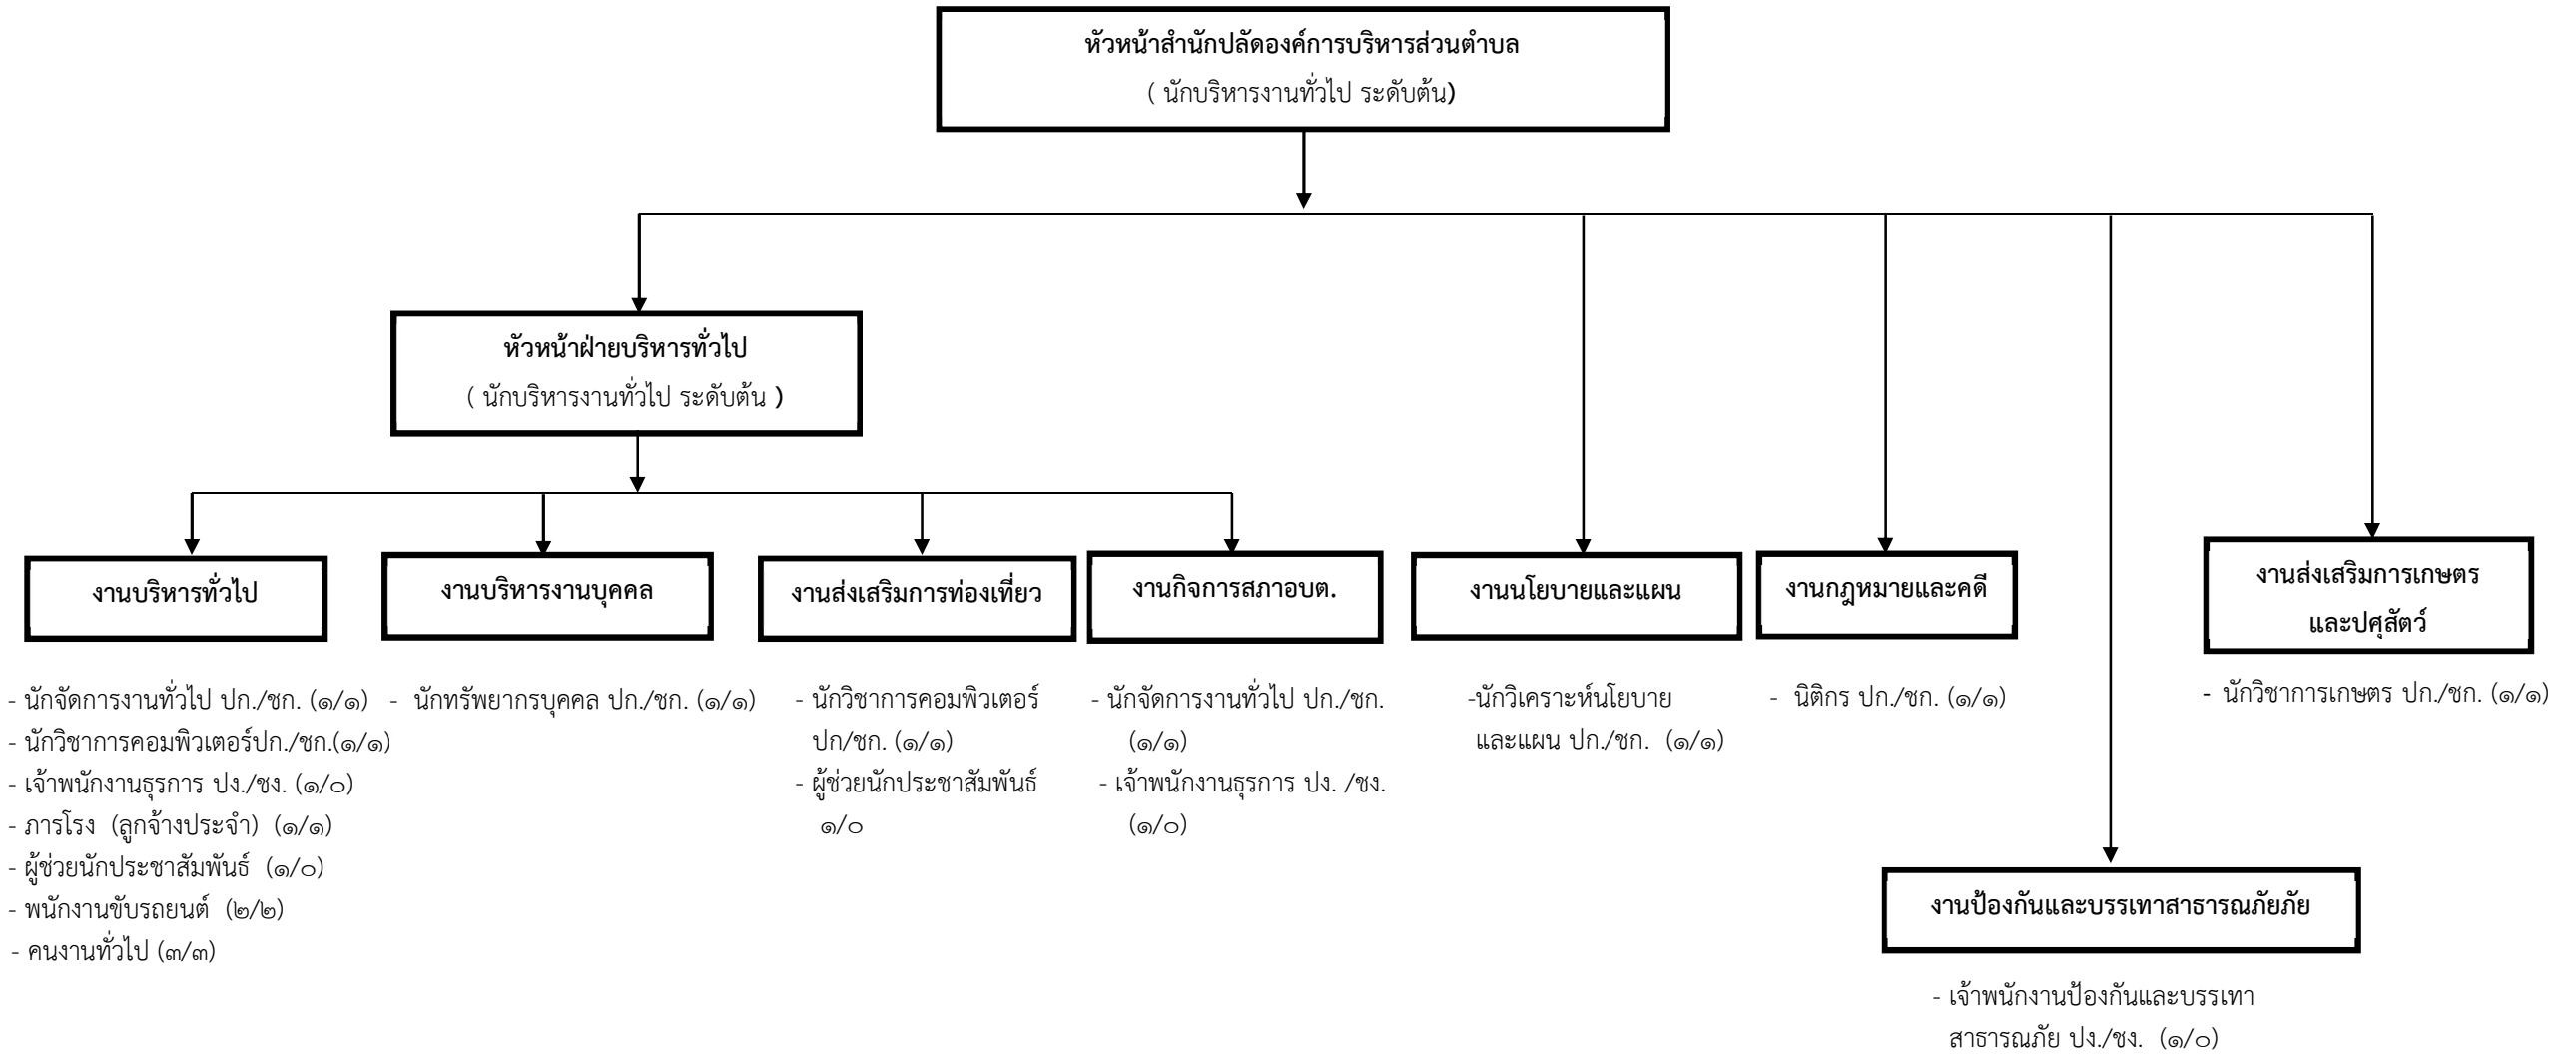 หัวหน้าสำนักปลัดองค์การบริหารส่วนตำบล
( นักบริหารงานทั่วไป ระดับต้น)
หัวหน้าฝ่ายบริหารทั่วไป
( นักบริหารงานทั่วไป ระดับต้น )
งานบริหารทั่วไป
- นักจัดการงานทั่วไป ปก./ชก. (๑/๑)
- นักวิชาการคอมพิวเตอร์ปก./ชก.(๑/๑)
- เจ้าพนักงานธุรการ ปง./ชง. (๑/๐)
- ภารโรง (ลูกจ้างประจำ) (๑/๑)
- ผู้ช่วยนักประชาสัมพันธ์ (๑/๐)
- พนักงานขับรถยนต์ (๒/๒)
- คนงานทั่วไป (๓/๓)
งานบริหารงานบุคคล
- นักทรัพยากรบุคคล ปก./ชก. (๑/๑)
งานส่งเสริมการท่องเที่ยว
- นักวิชาการคอมพิวเตอร์
ปก/ชก. (๑/๑)
- ผู้ช่วยนักประชาสัมพันธ์
๑/๐
งานกิจการสภาอบต.
- นักจัดการงานทั่วไป ปก./ชก.
(๑/๑)
- เจ้าพนักงานธุรการ ปง. /ชง.
(๑/๐)
งานนโยบายและแผน
-นักวิเคราะห์นโยบาย
และแผน ปก./ชก. (๑/๑)
งานกฎหมายและคดี
- นิติกร ปก./ชก. (๑/๑)
งานส่งเสริมการเกษตร
และปศุสัตว์
- นักวิชาการเกษตร ปก./ชก. (๑/๑)
งานป้องกันและบรรเทาสาธารณภัยภัย
- เจ้าพนักงานป้องกันและบรรเทา
สาธารณภัย ปง./ชง. (๑/๐)